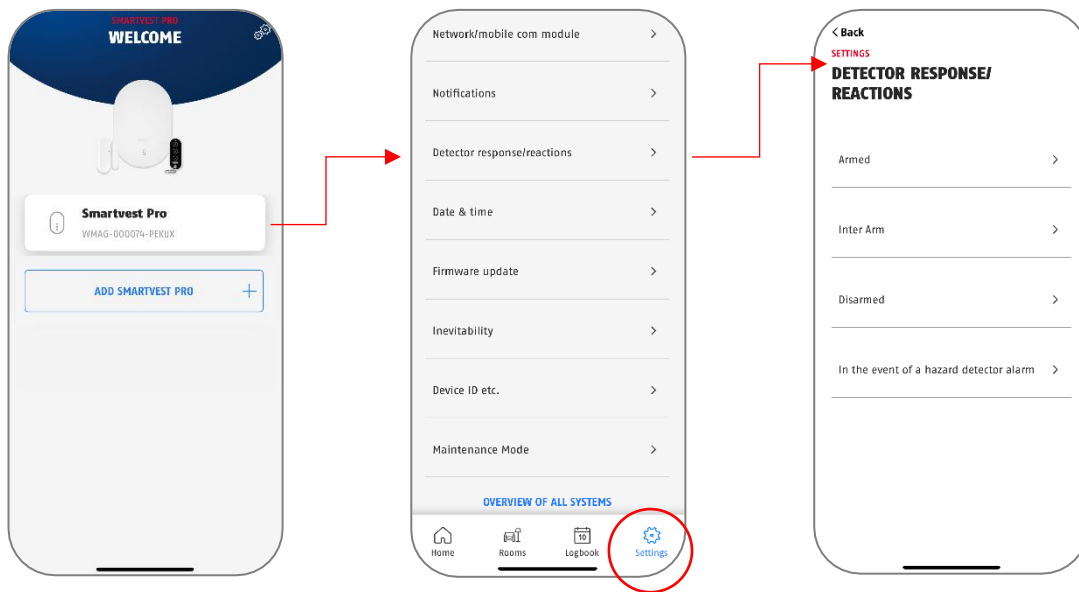 SMARTVEST PRO
WELCOME
Smartvest Pro
WMAG-000074-PEKUX
ADD SMARTVEST PRO
Network/mobile com module
Notifications
Detector response/reactions
Date & time
Firmware update
Inevitability
Device ID etc.
Maintenance Mode
OVERVIEW OF ALL SYSTEMS
10
Home Rooms Logbook Settings
< Back
SETTINGS
DETECTOR RESPONSE/
REACTIONS
Armed
Inter Arm
Disarmed
In the event of a hazard detector alarm